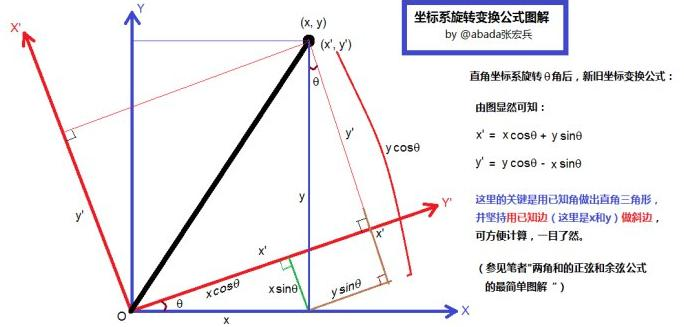 坐标系旋转变换公式图解
by @abada张宏兵
X'
Y
(x, y)
(x', y')
θ
直角坐标系旋转θ角后，新旧坐标变换公式：
由图显然可知：
x' = x cosθ + y sinθ
y' = y cosθ - x sinθ
这里的关键是用已知角做出直角三角形，
并坚持用已知边（这里是x和y）做斜边，
可方便计算，一目了然。
（参见笔者“两角和的正弦和余弦公式
的最简单图解 ”）
y'
y cosθ
y
y'
Y'
x'
x'
x cosθ
x sinθ
y sinθ
θ
O
x
X